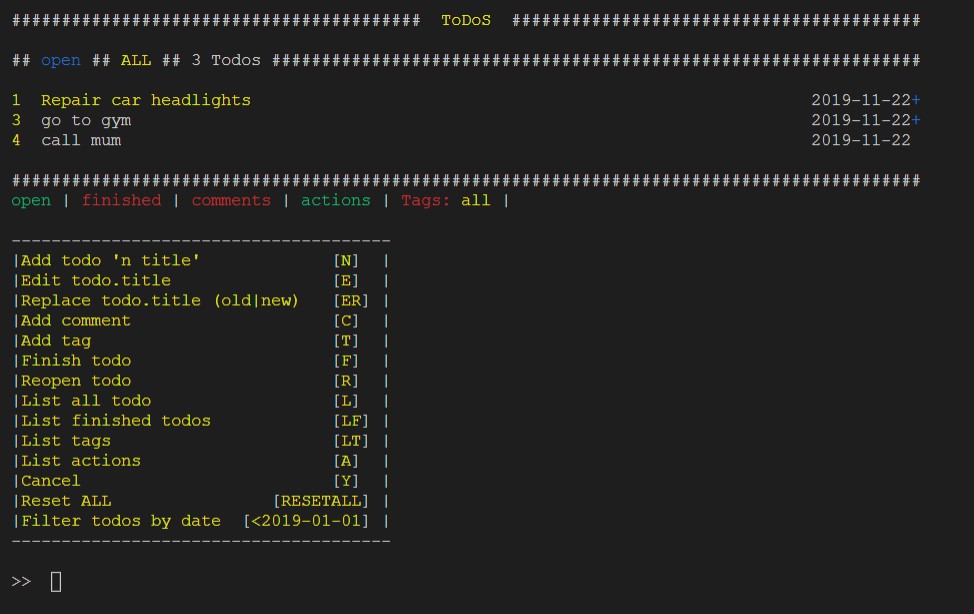 ######################################### ToDoS #########################################
## open ## ALL ## 3 Todos #################################################################
1 Repair car headlights 2019-11-22+
3 go to gym 2019-11-22+
4 call mum 2019-11-22
###########################################################################################
open | finished | comments | actions | Tags: all |
--------------------------------------
|Add todo 'n title' [N] |
|Edit todo.title [E] |
|Replace todo.title (old|new) [ER] |
|Add comment [C] |
|Add tag [T] |
|Finish todo [F] |
|Reopen todo [R] |
|List all todo [L] |
|List finished todos [LF] |
|List tags [LT] |
|List actions [A] |
|Cancel [Y] |
|Reset ALL [RESETALL] |
|Filter todos by date [<2019-01-01] |
--------------------------------------
>>